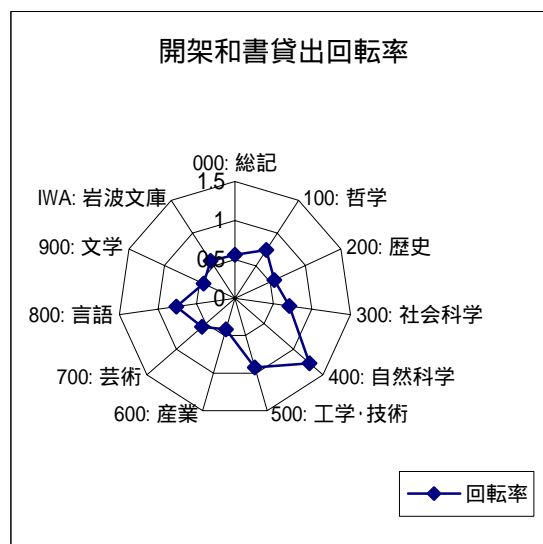 開架和書貸出回転率
000: 総記
1.5
IWA: 岩波文庫
100: 哲学
1
900: 文学
200: 歴史
0.5
0
800: 言語
300: 社会科学
700: 芸術
400: 自然科学
600: 産業
500: 工学･技術
回転率